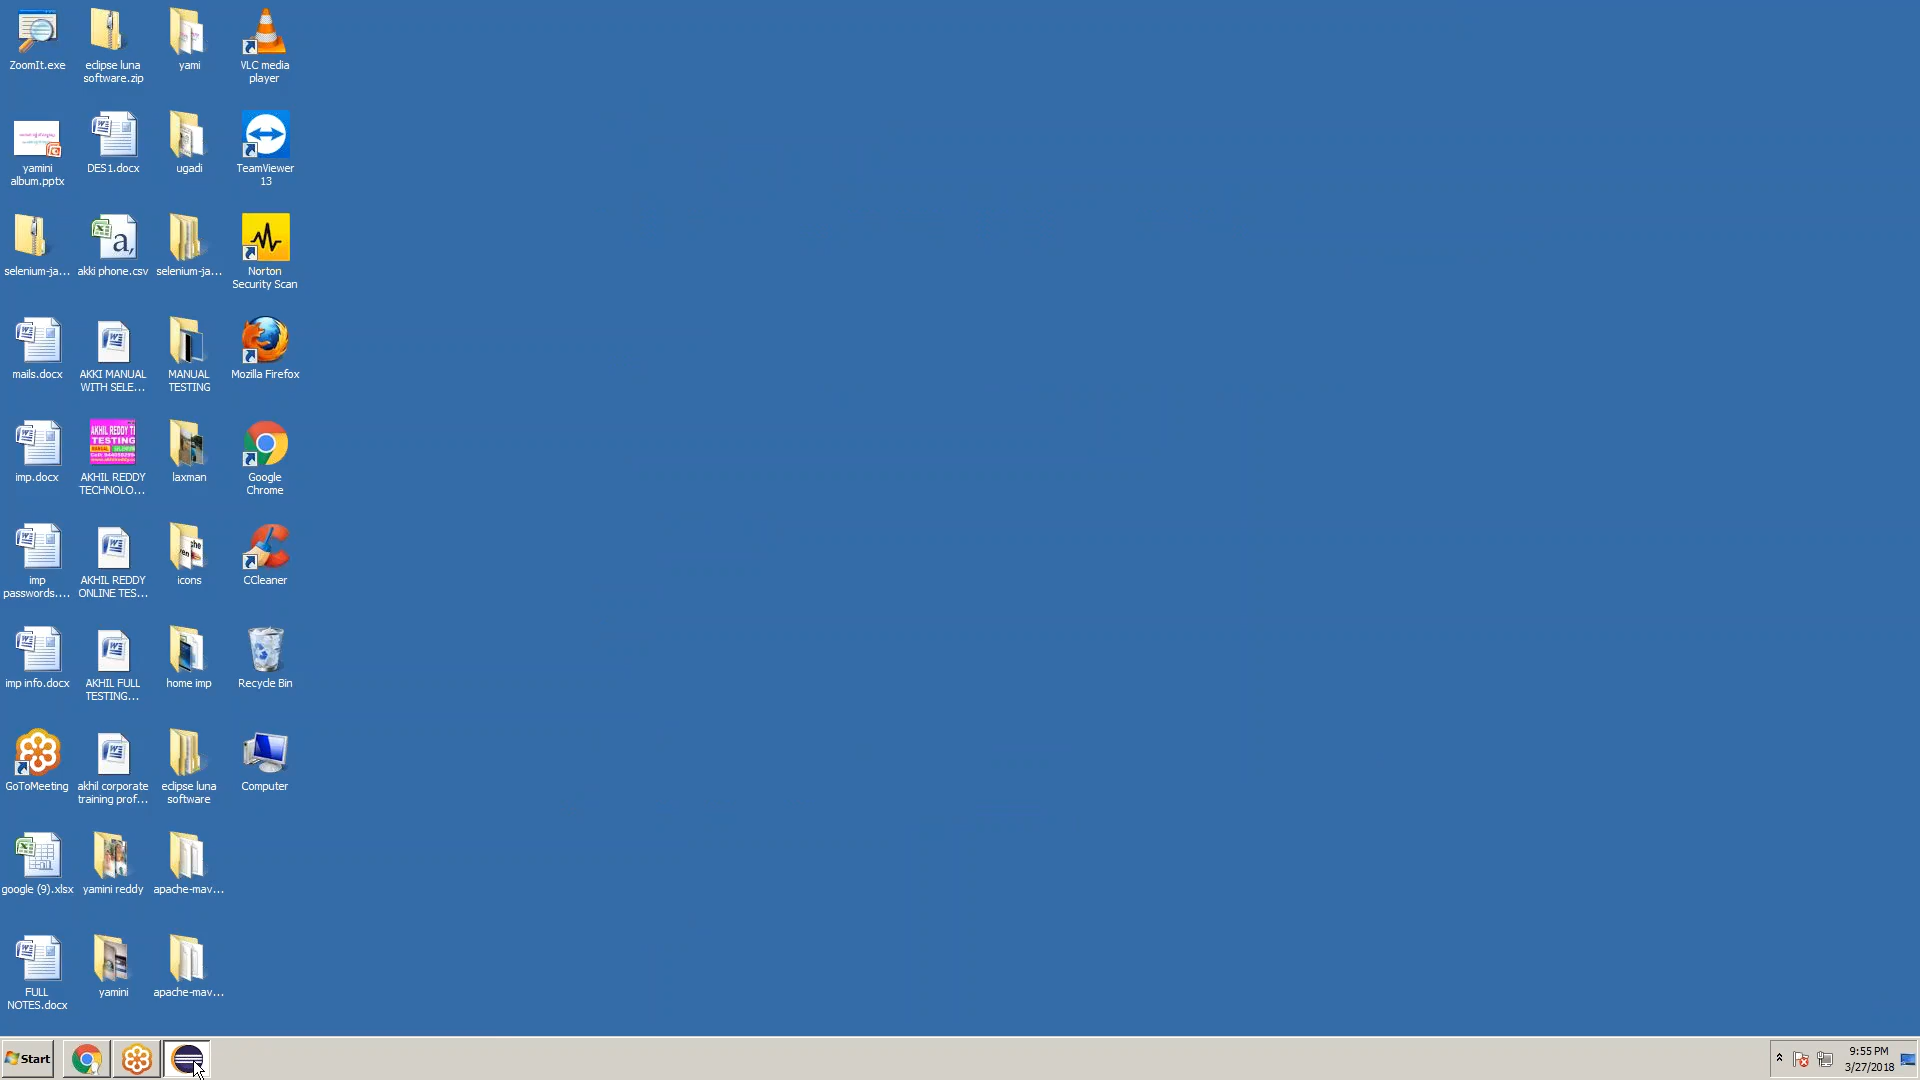 ZoomIt.exe
eclipse luna
software.zip
yami
VLC media
player
yamini
album.pptx
DES1.docx
ugadi
TeamViewer
13
selenium-ja...
akki phone.csv
selenium-ja...
Norton
Security Scan
mails.docx
AKKI MANUAL
WITH SELE...
MANUAL
TESTING
Mozilla Firefox
imp.docx
AKHIL REDDY
TECHNOLO...
laxman
Google
Chrome
imp
passwords....
AKHIL REDDY
ONLINE TES...
icons
CCleaner
imp info.docx
AKHIL FULL
TESTING...
home imp
Recycle Bin
GoToMeeting
akhil corporate
training prof...
eclipse luna
software
Computer
google (9).xlsx
yamini reddy
apache-mav...
FULL
NOTES.docx
yamini
apache-mav...
Start
9:55 PM
3/27/2018